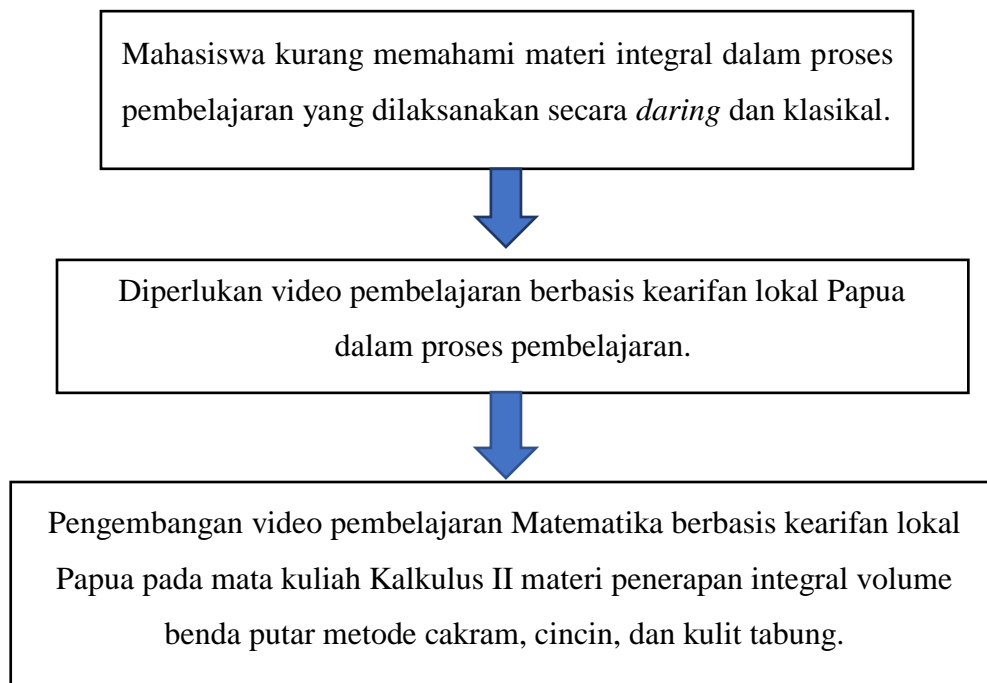 Mahasiswa kurang memahami materi integral dalam proses
pembelajaran yang dilaksanakan secara daring dan klasikal.
Diperlukan video pembelajaran berbasis kearifan lokal Papua
dalam proses pembelajaran.
Pengembangan video pembelajaran Matematika berbasis kearifan lokal
Papua pada mata kuliah Kalkulus II materi penerapan integral volume
benda putar metode cakram, cincin, dan kulit tabung.